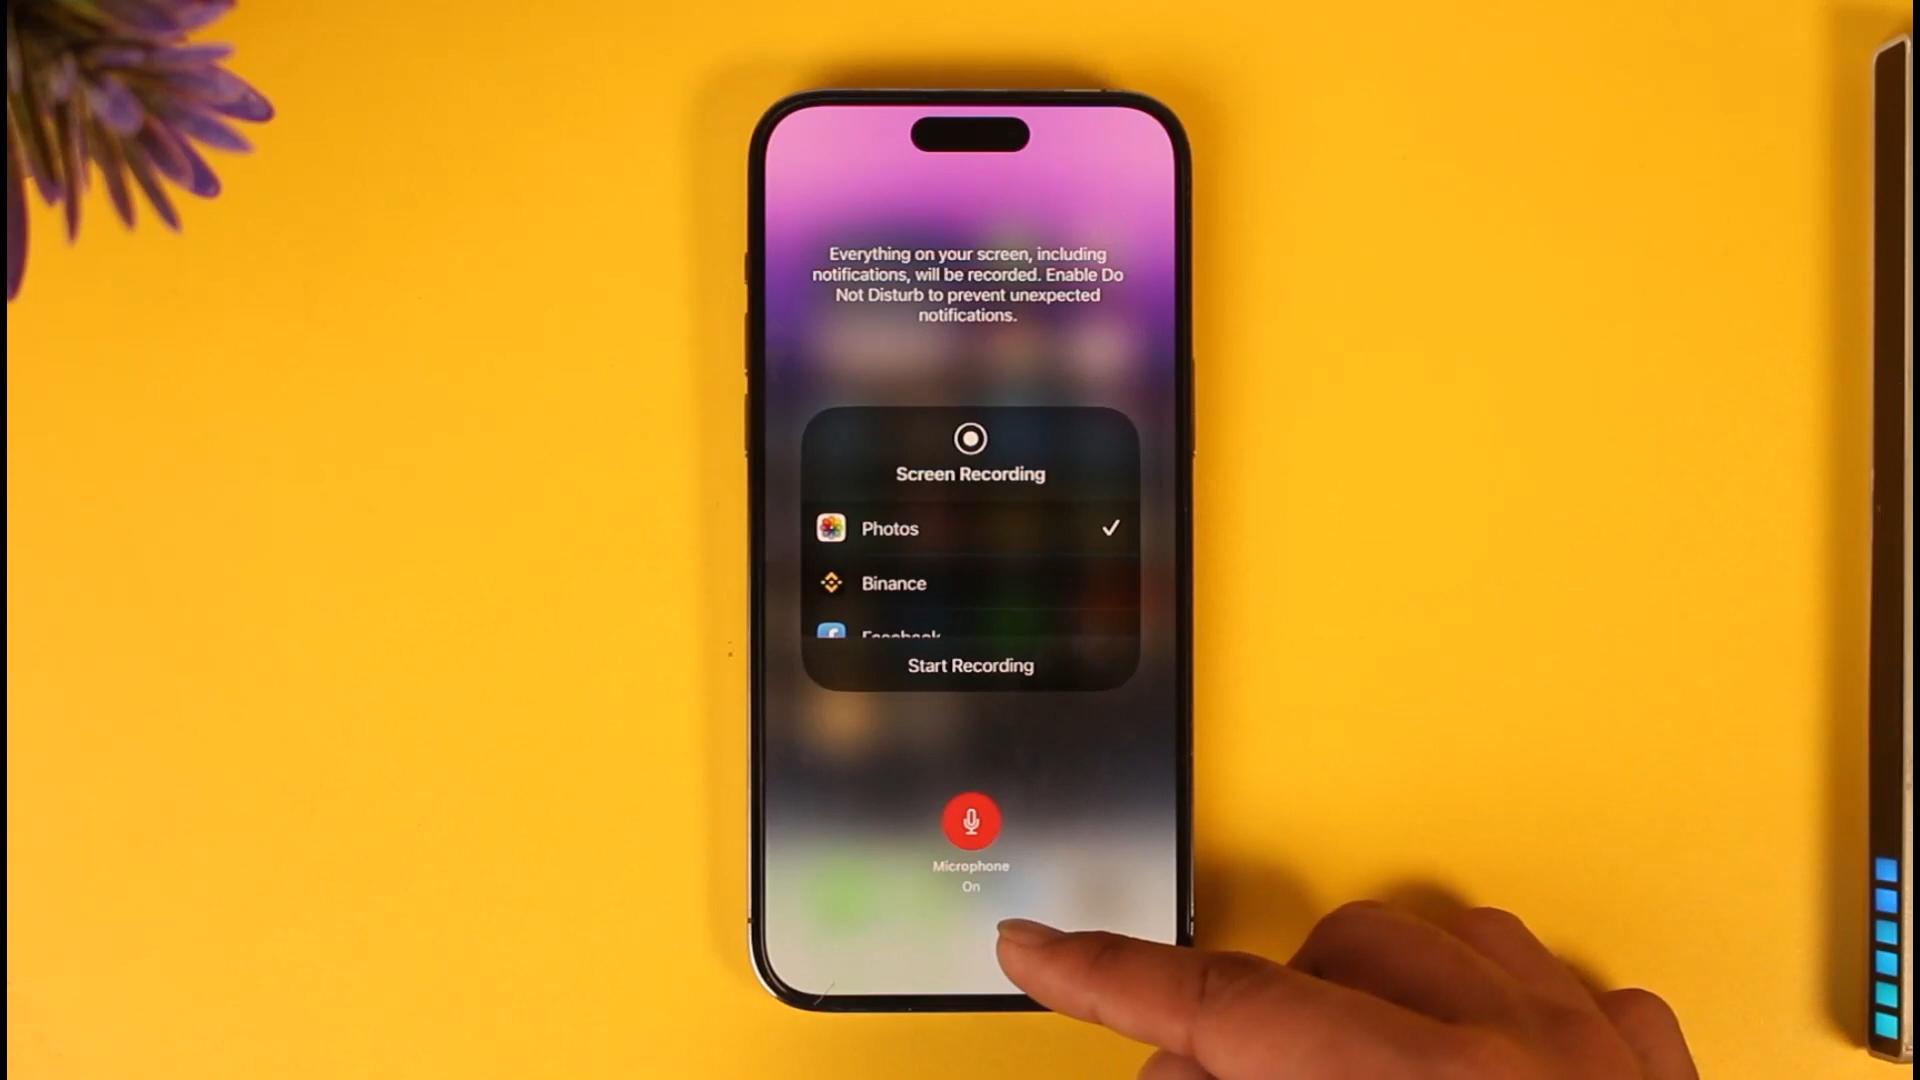 Everything on your screen, including
notifications, will be recorded. Enable Do
Not Disturb to prevent unexpected
notifications.
Screen Recording
Photos
Binance
Facebook
Start Recording
Microphone
On